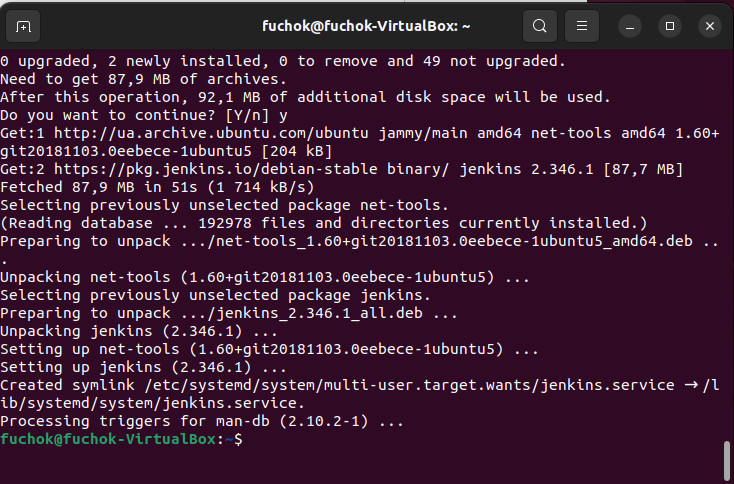 fuchok@fuchok-VirtualBox: ~
0 upgraded, 2 newly installed, 0 to remove and 49 not upgraded.
Need to get 87,9 MB of archives.
After this operation, 92,1 MB of additional disk space will be used.
Do you want to continue? [Y/n] y
Get:1 http://ua.archive.ubuntu.com/ubuntu jammy/main amd64 net-tools amd64 1.60+
git20181103.0eebece-1ubuntu5 [204 kB]
Get:2 https://pkg.jenkins.io/debian-stable binary/ jenkins 2.346.1 [87,7 MB]
Fetched 87,9 MB in 51s (1 714 kB/s)
Selecting previously unselected package net-tools.
(Reading database ... 192978 files and directories currently installed.)
Preparing to unpack .../net-tools_1.60+git20181103.0eebece-1ubuntu5_amd64.deb ..
.
Unpacking net-tools (1.60+git20181103.0eebece-1ubuntu5) ...
Selecting previously unselected package jenkins.
Preparing to unpack .../jenkins_2.346.1_all.deb ...
Unpacking jenkins (2.346.1) ...
Setting up net-tools (1.60+git20181103.0eebece-1ubuntu5) ...
Setting up jenkins (2.346.1) ...
Created symlink /etc/systemd/system/multi-user.target.wants/jenkins.service → /l
ib/systemd/system/jenkins.service.
Processing triggers for man-db (2.10.2-1) ...
fuchok@fuchok-VirtualBox:~$